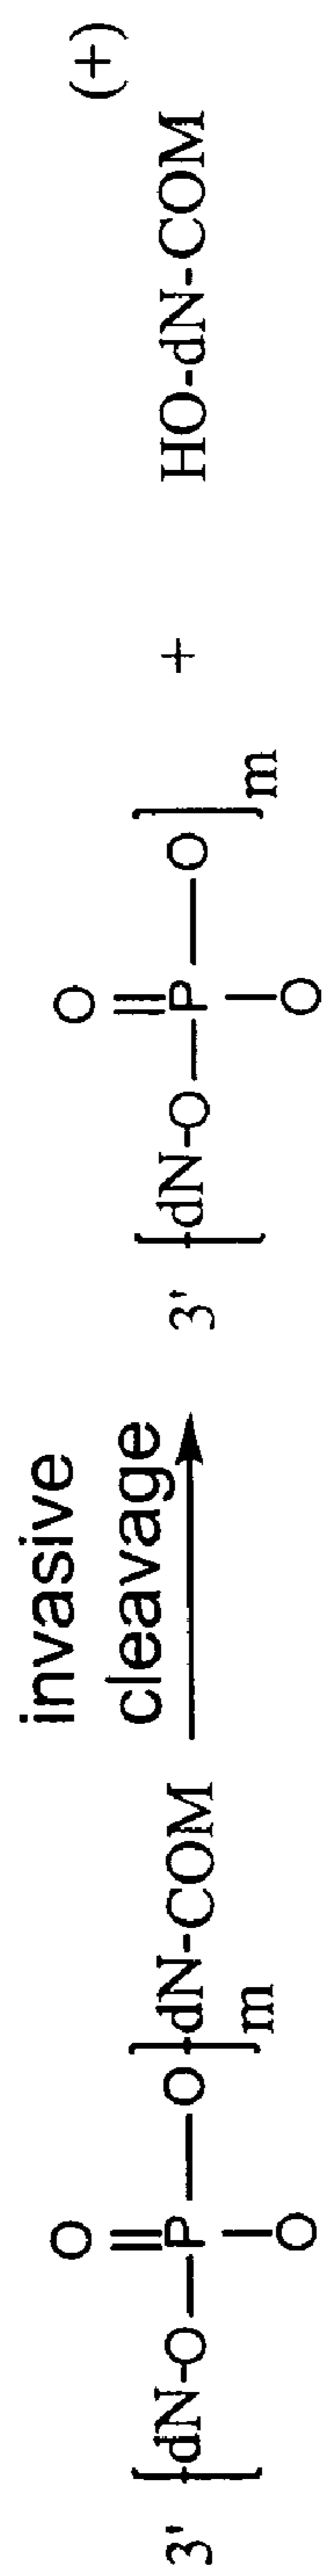 3' [dN-O-P(=O)(-O)-O]m dN-COM
invasive
cleavage
3' [dN-O-P(=O)(-O)-O]m + HO-dN-COM
(+)